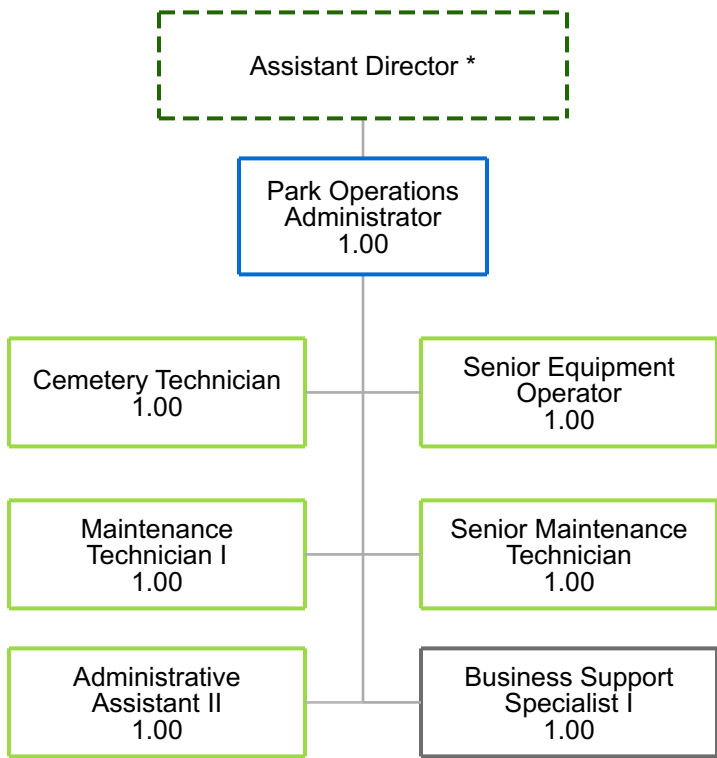 Assistant Director *
Park Operations
Administrator
1.00
Cemetery Technician
1.00
Senior Equipment
Operator
1.00
Maintenance
Technician I
1.00
Senior Maintenance
Technician
1.00
Administrative
Assistant II
1.00
Business Support
Specialist I
1.00